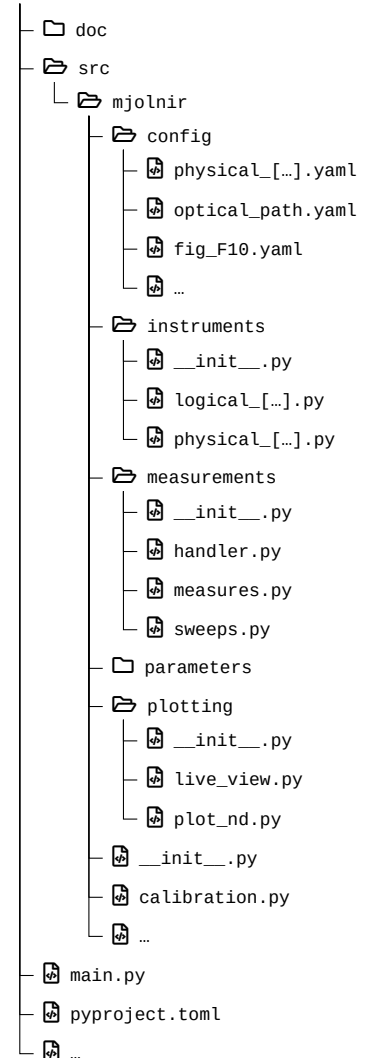 doc
src
mjolnir
config
physical_[…].yaml
optical_path.yaml
fig_F10.yaml
…
instruments
__init__.py
logical_[…].py
physical_[…].py
measurements
__init__.py
handler.py
measures.py
sweeps.py
parameters
plotting
__init__.py
live_view.py
plot_nd.py
__init__.py
calibration.py
…
main.py
pyproject.toml
…